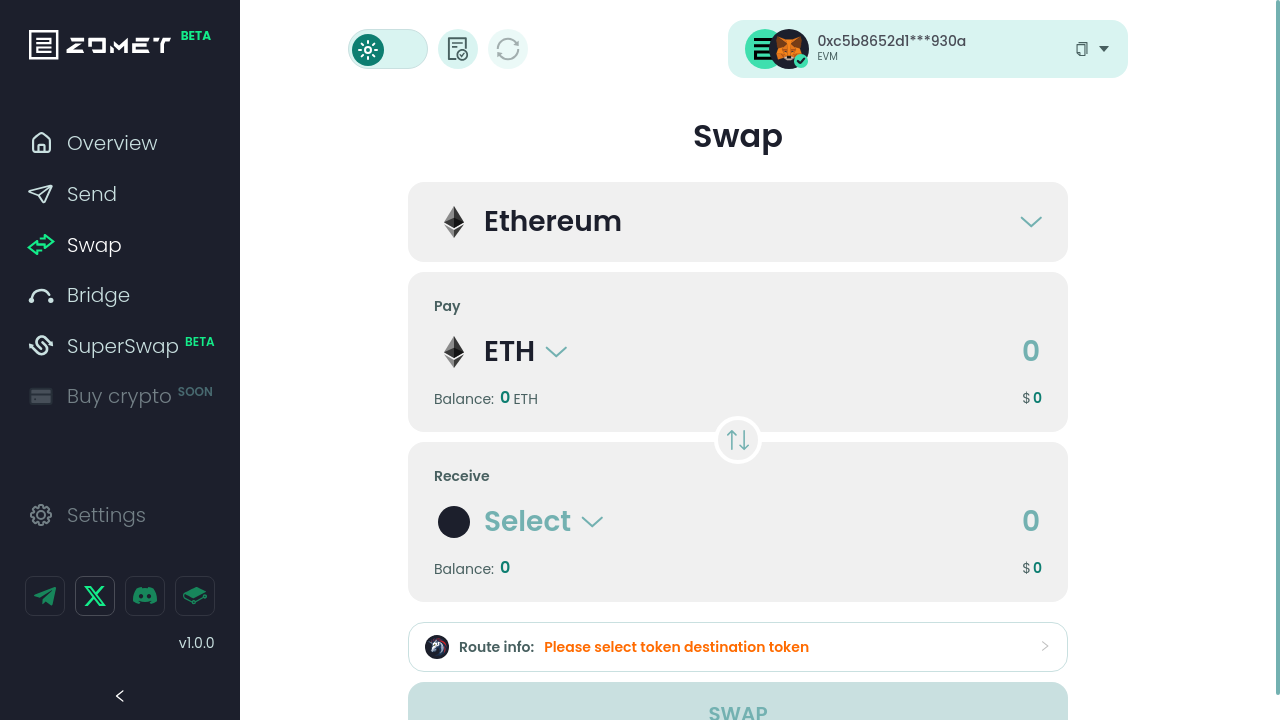 ZOMET BETA
Overview
Send
Swap
Bridge
SuperSwap BETA
Buy crypto SOON
Settings
v1.0.0
0xc5b8652d1***930a
EVM
Swap
Ethereum
Pay
ETH
0
Balance: 0 ETH
$ 0
Receive
Select
0
Balance: 0
$ 0
Route info: Please select token destination token
SWAP